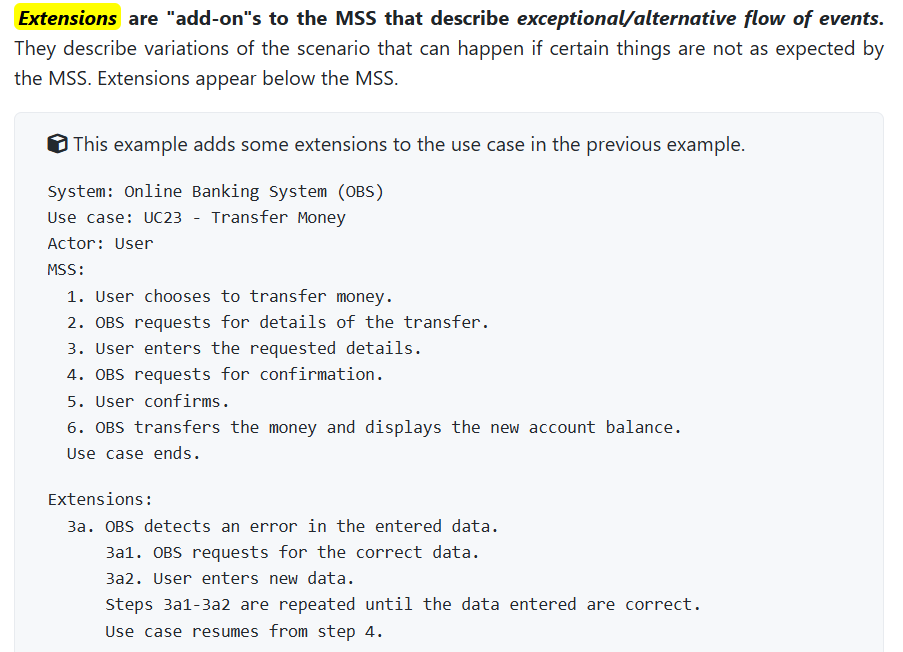 Extensions are "add-on"s to the MSS that describe exceptional/alternative flow of events.
They describe variations of the scenario that can happen if certain things are not as expected by
the MSS. Extensions appear below the MSS.
This example adds some extensions to the use case in the previous example.
System: Online Banking System (OBS)
Use case: UC23 - Transfer Money
Actor: User
MSS:
1. User chooses to transfer money.
2. OBS requests for details of the transfer.
3. User enters the requested details.
4. OBS requests for confirmation.
5. User confirms.
6. OBS transfers the money and displays the new account balance.
Use case ends.
Extensions:
3a. OBS detects an error in the entered data.
3a1. OBS requests for the correct data.
3a2. User enters new data.
Steps 3a1-3a2 are repeated until the data entered are correct.
Use case resumes from step 4.